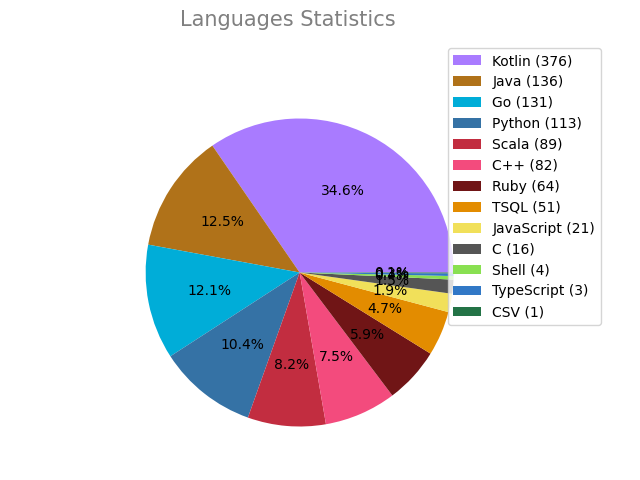 Languages Statistics
Kotlin (376)
Java (136)
Go (131)
Python (113)
Scala (89)
C++ (82)
Ruby (64)
TSQL (51)
JavaScript (21)
C (16)
Shell (4)
TypeScript (3)
CSV (1)
34.6%
12.5%
12.1%
10.4%
8.2%
7.5%
5.9%
4.7%
1.9%
1.5%